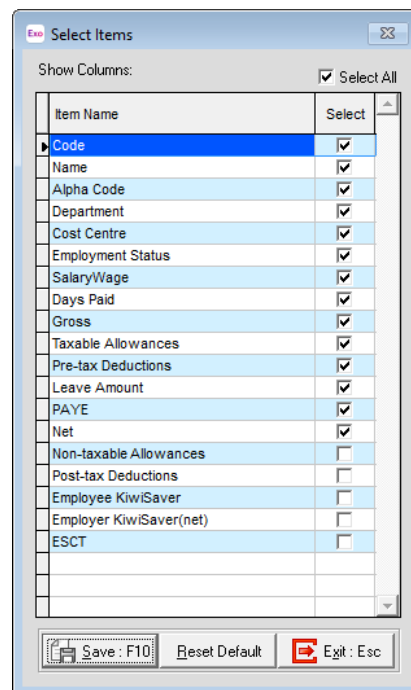 Exo Select Items
Show Columns:
Select All
Item Name Select
Code
Name
Alpha Code
Department
Cost Centre
Employment Status
SalaryWage
Days Paid
Gross
Taxable Allowances
Pre-tax Deductions
Leave Amount
PAYE
Net
Non-taxable Allowances
Post-tax Deductions
Employee KiwiSaver
Employer KiwiSaver(net)
ESCT
Save : F10 Reset Default Exit : Esc